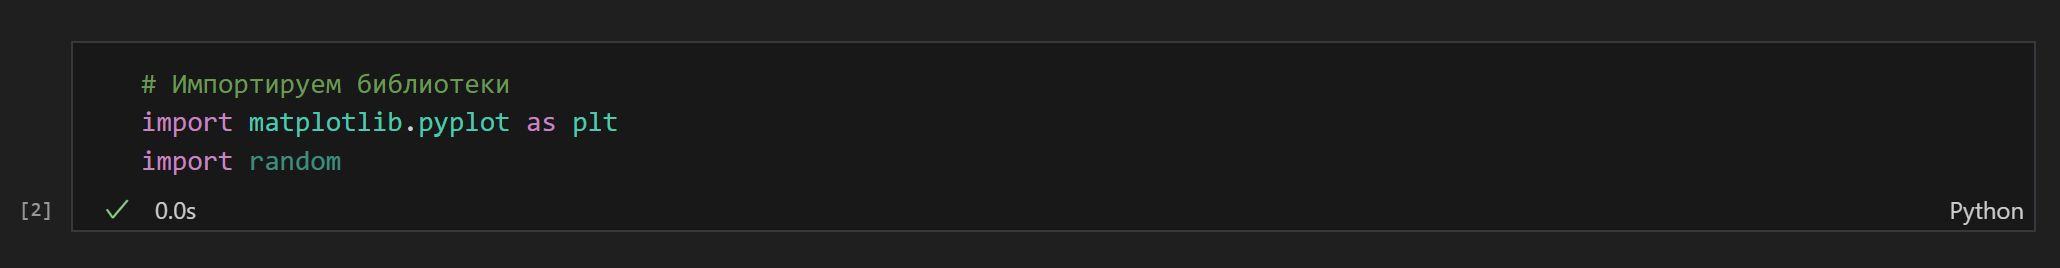 # Импортируем библиотеки
import matplotlib.pyplot as plt
import random
[2] ✓ 0.0s Python